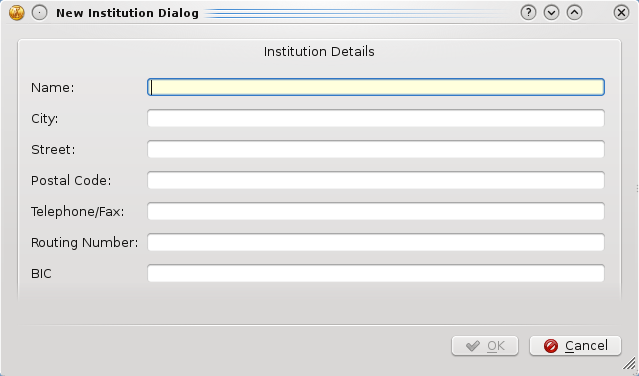 New Institution Dialog
Institution Details
Name:
City:
Street:
Postal Code:
Telephone/Fax:
Routing Number:
BIC
OK Cancel